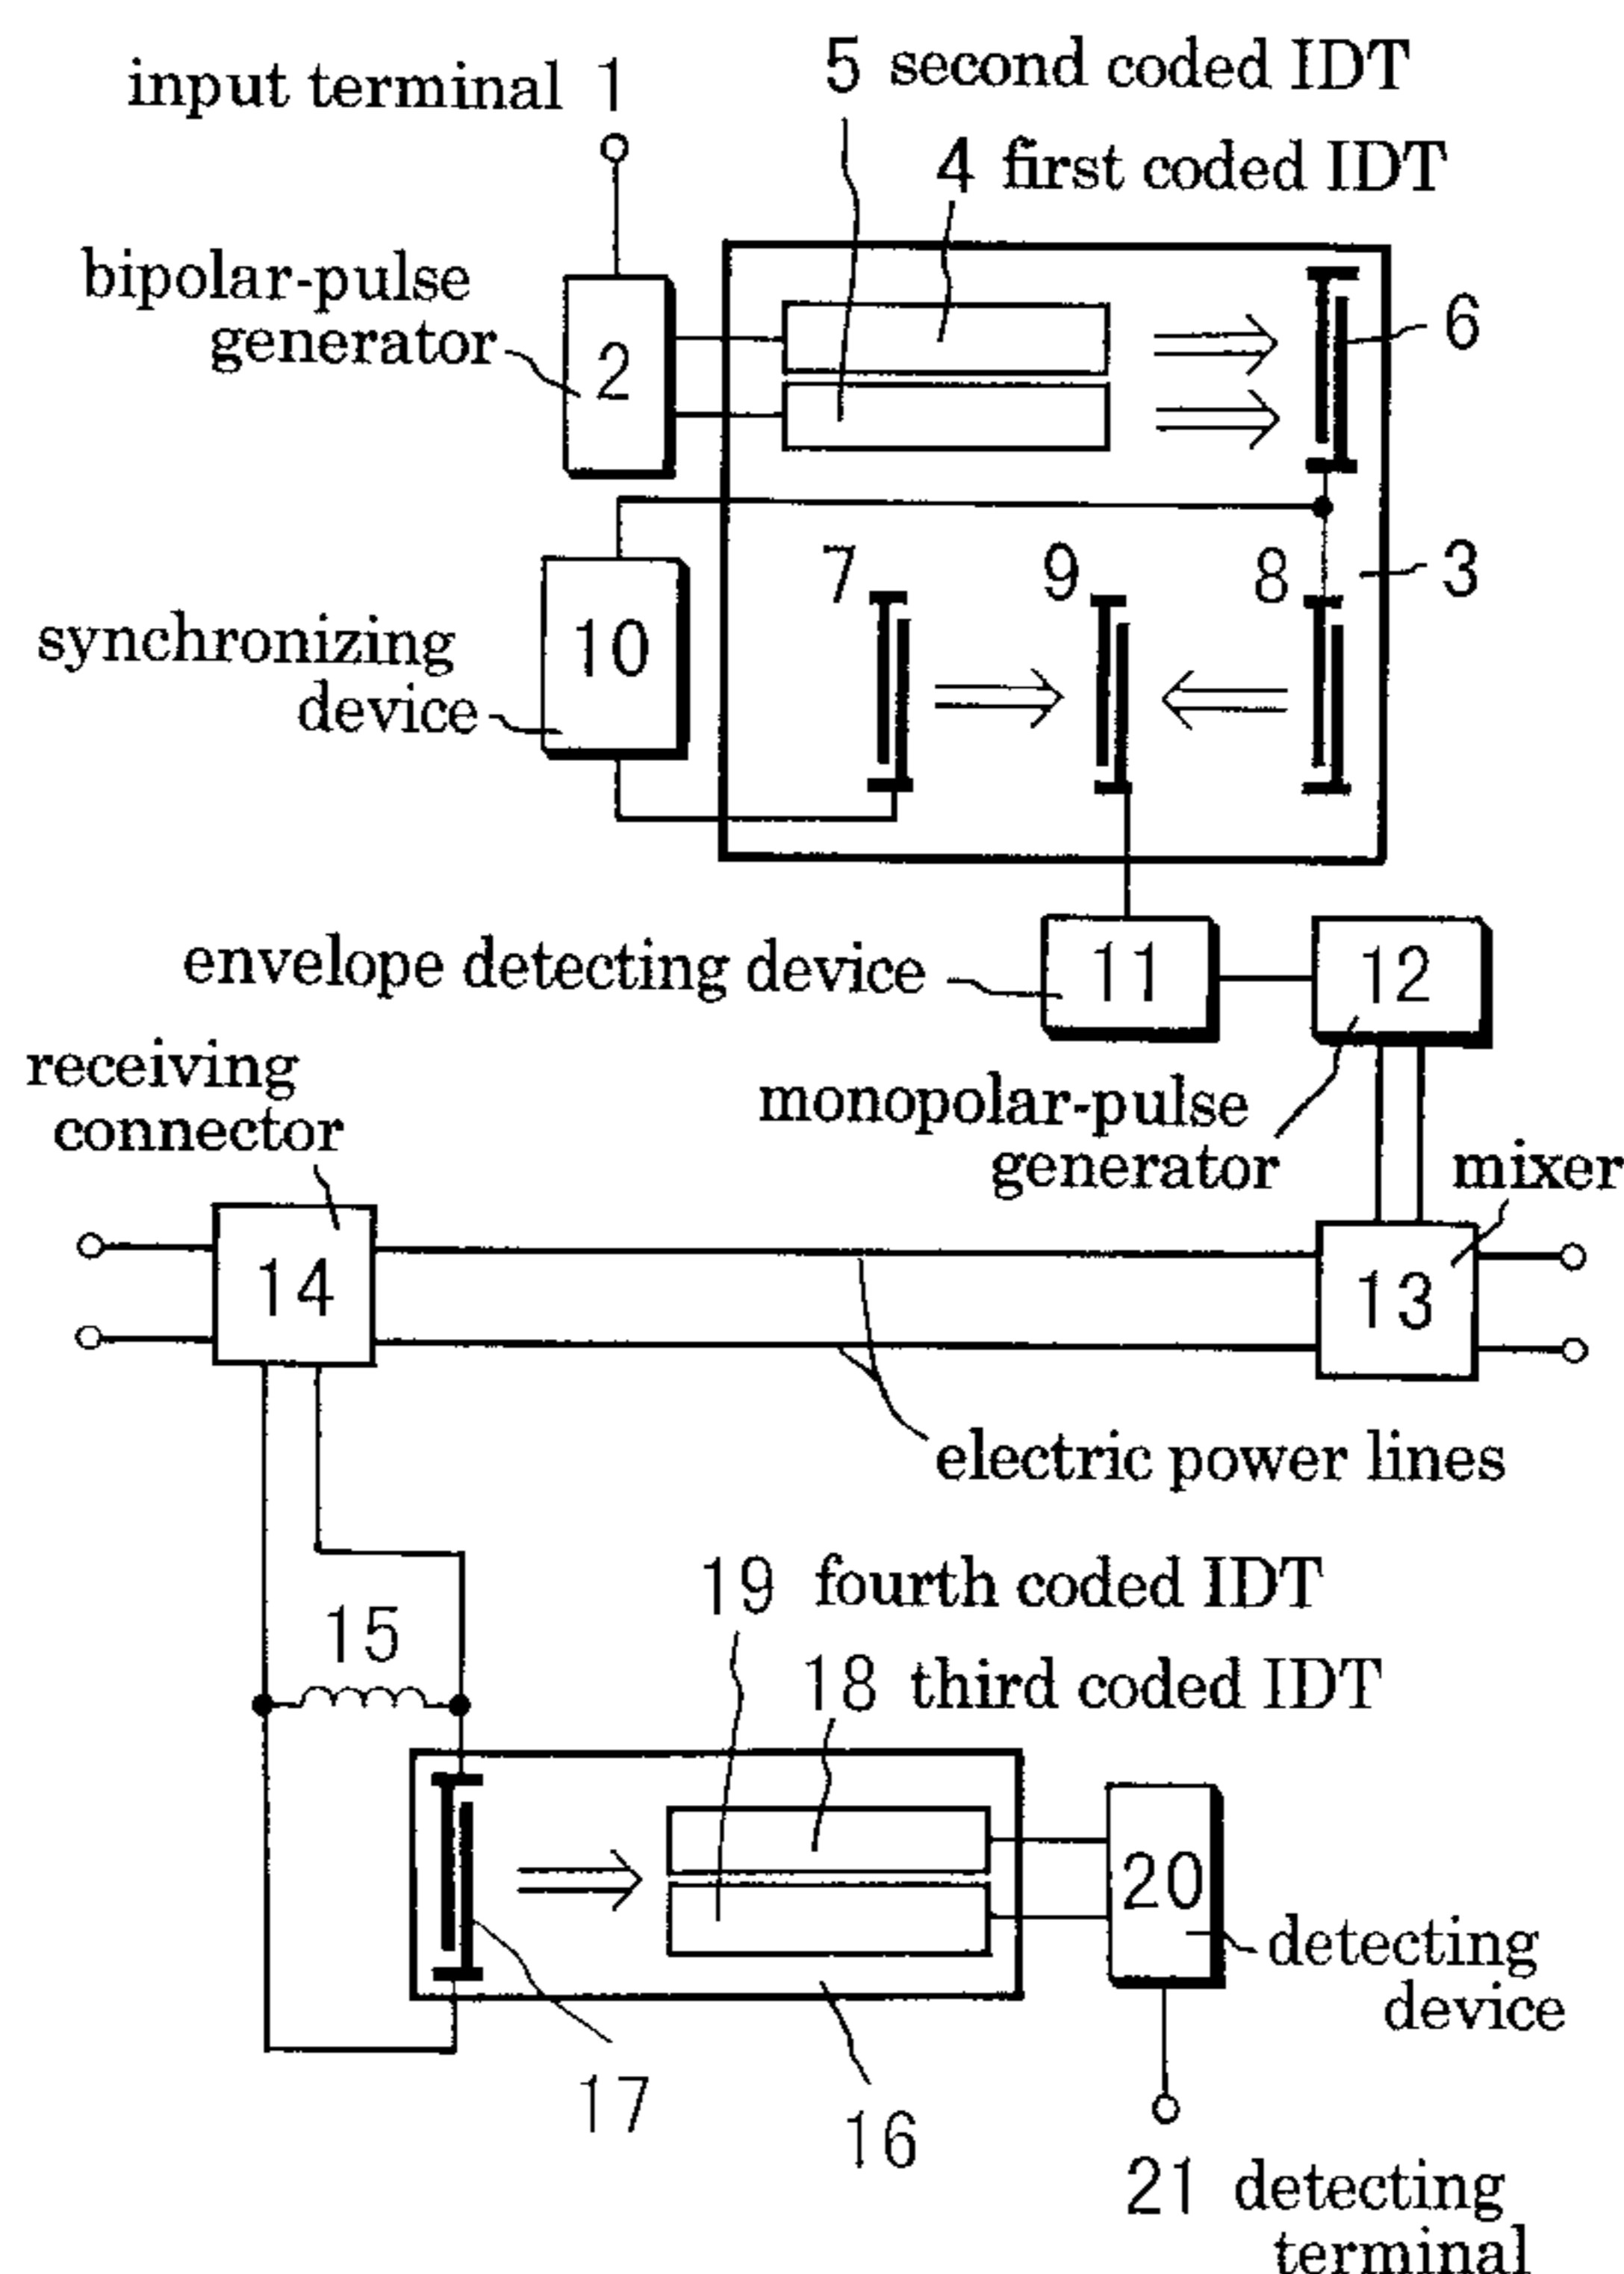 input terminal 1
5 second coded IDT
4 first coded IDT
bipolar-pulse
generator
2
6
3
7
9
8
synchronizing
device
10
envelope detecting device
11
12
monopolar-pulse
generator
receiving
connector
mixer
14
13
electric power lines
15
19 fourth coded IDT
18 third coded IDT
20
detecting
device
17
16
21 detecting
terminal